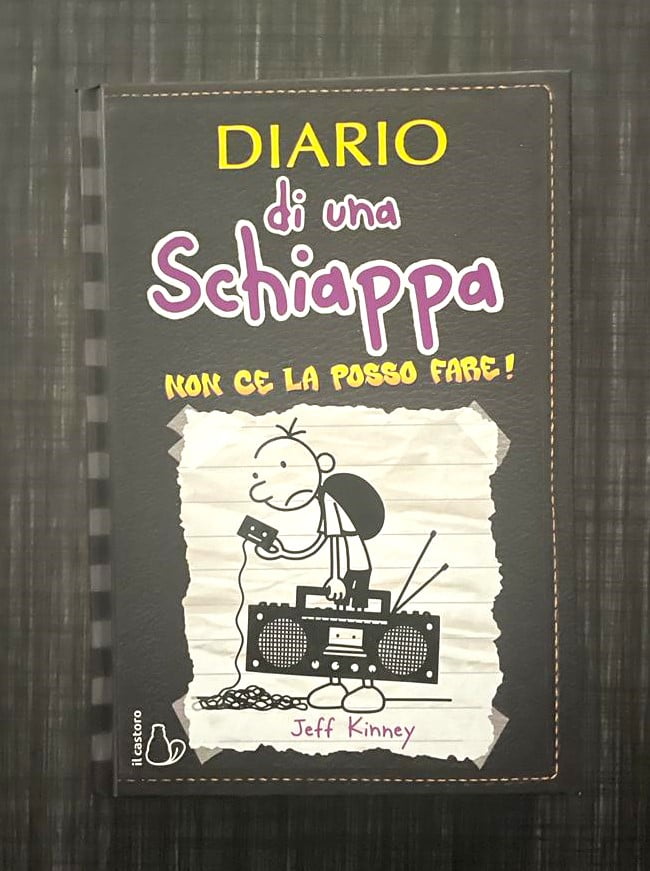 DIARIO
di una
Schiappa
NON CE LA POSSO FARE!
Jeff Kinney
il castoro